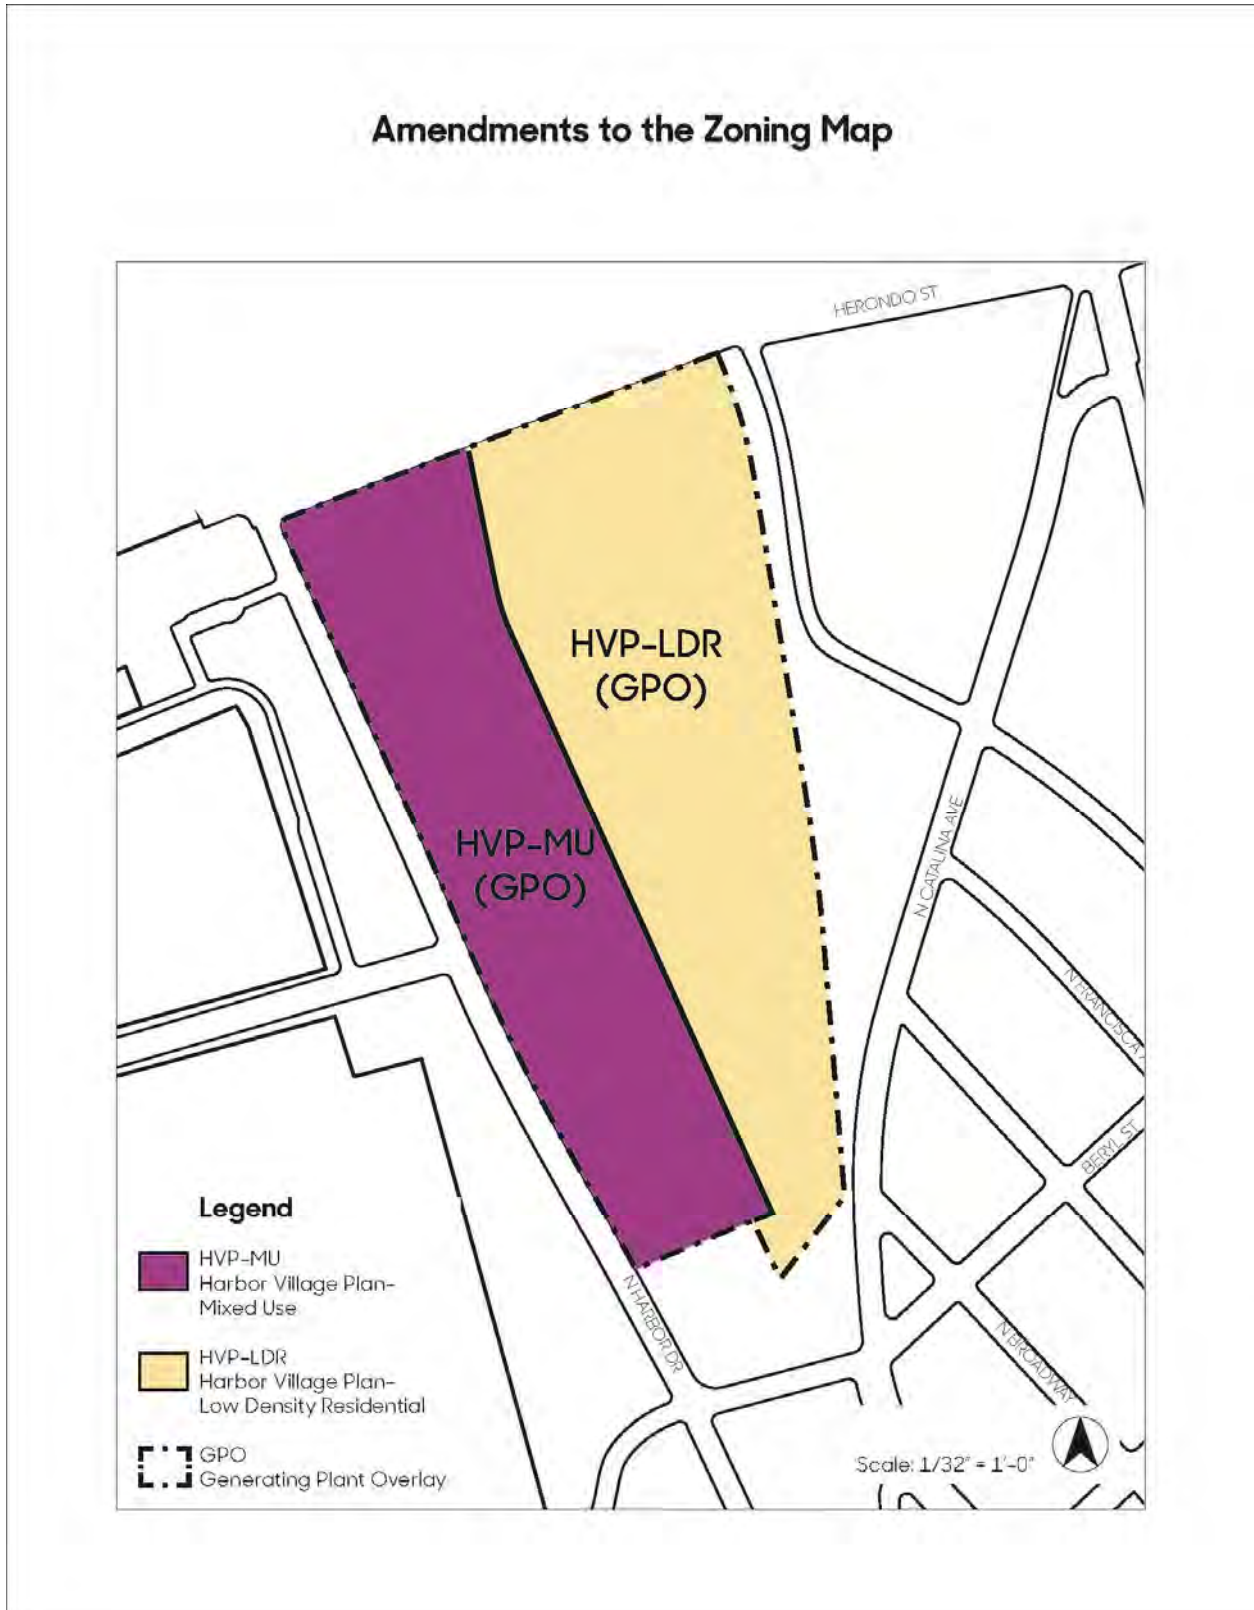 Amendments to the Zoning Map
HERONDO ST
HVP-LDR
(GPO)
HVP-MU
(GPO)
N CATALINA AVE
N FRANCISCA
BERYL ST
N HARBOR DR
N BROADWAY
Legend
HVP-MU
Harbor Village Plan-
Mixed Use
HVP-LDR
Harbor Village Plan-
Low Density Residential
GPO
Generating Plant Overlay
Scale: 1/32" = 1'-0"